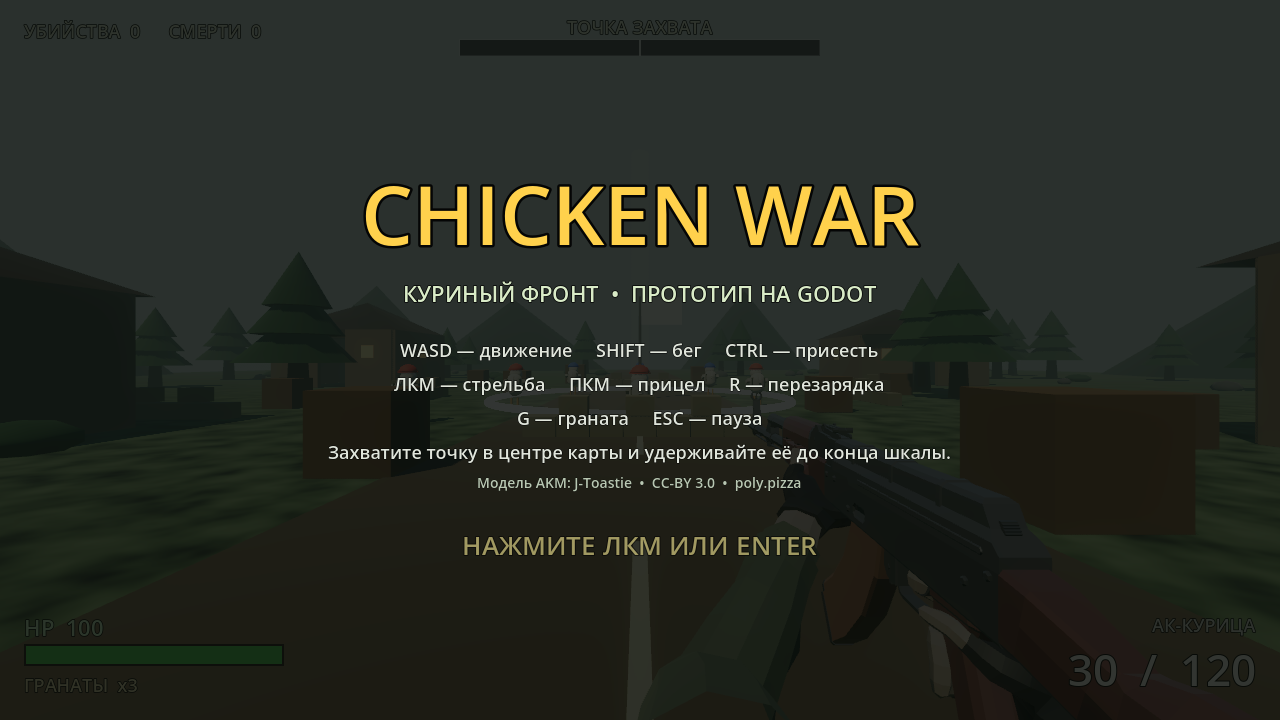 УБИЙСТВА 0 СМЕРТИ 0
ТОЧКА ЗАХВАТА
CHICKEN WAR
КУРИНЫЙ ФРОНТ • ПРОТОТИП НА GODOT
WASD — движение SHIFT — бег CTRL — присесть
ЛКМ — стрельба ПКМ — прицел R — перезарядка
G — граната ESC — пауза
Захватите точку в центре карты и удерживайте её до конца шкалы.
Модель АКМ: J-Toastie • CC-BY 3.0 • poly.pizza
НАЖМИТЕ ЛКМ ИЛИ ENTER
HP 100
ГРАНАТЫ x3
АК-КУРИЦА
30 / 120